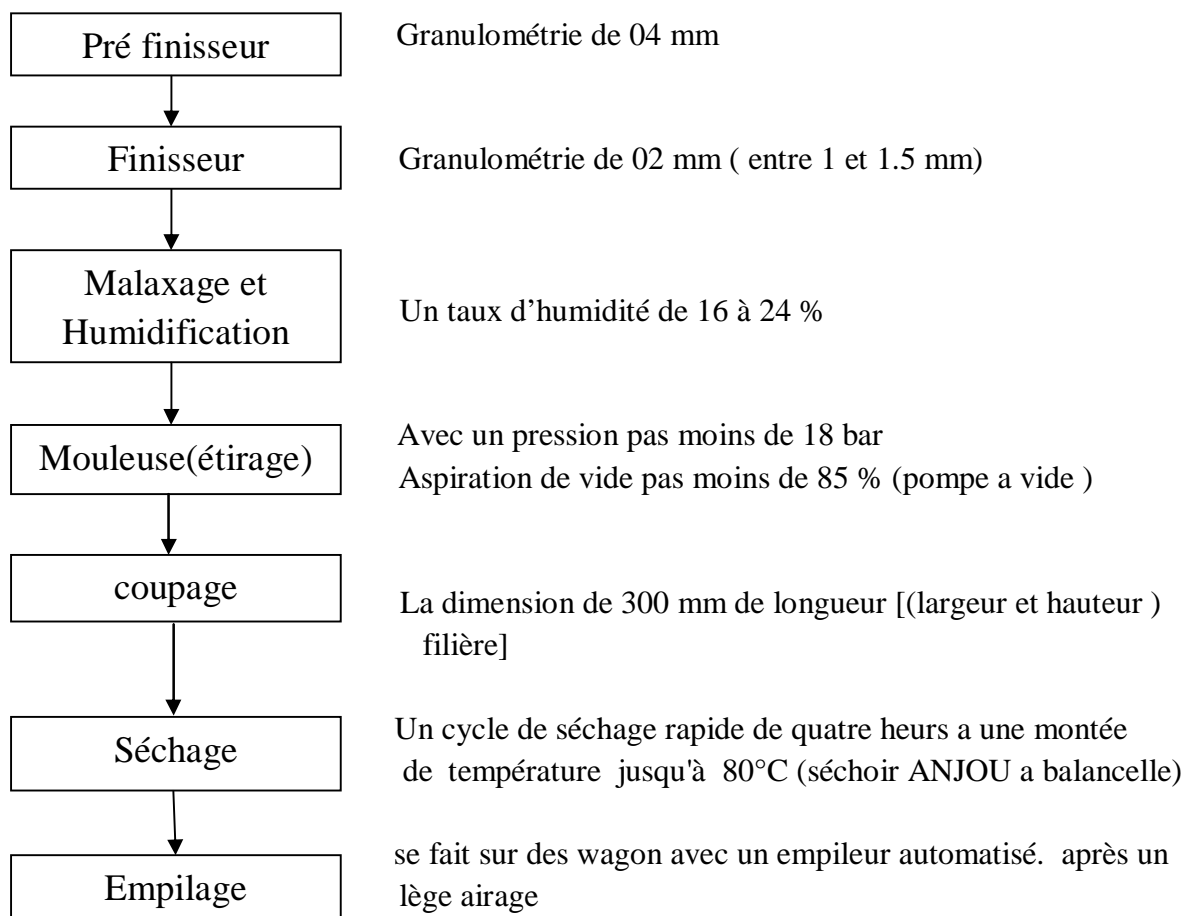 Pré finisseur
Granulométrie de 04 mm
Finisseur
Granulométrie de 02 mm ( entre 1 et 1.5 mm)
Malaxage et
Humidification
Un taux d’humidité de 16 à 24 %
Mouleuse(étirage)
Avec un pression pas moins de 18 bar
Aspiration de vide pas moins de 85 % (pompe a vide )
coupage
La dimension de 300 mm de longueur [(largeur et hauteur )
filière]
Séchage
Un cycle de séchage rapide de quatre heurs a une montée
de température jusqu'à 80°C (séchoir ANJOU a balancelle)
Empilage
se fait sur des wagon avec un empileur automatisé. après un
lège airage